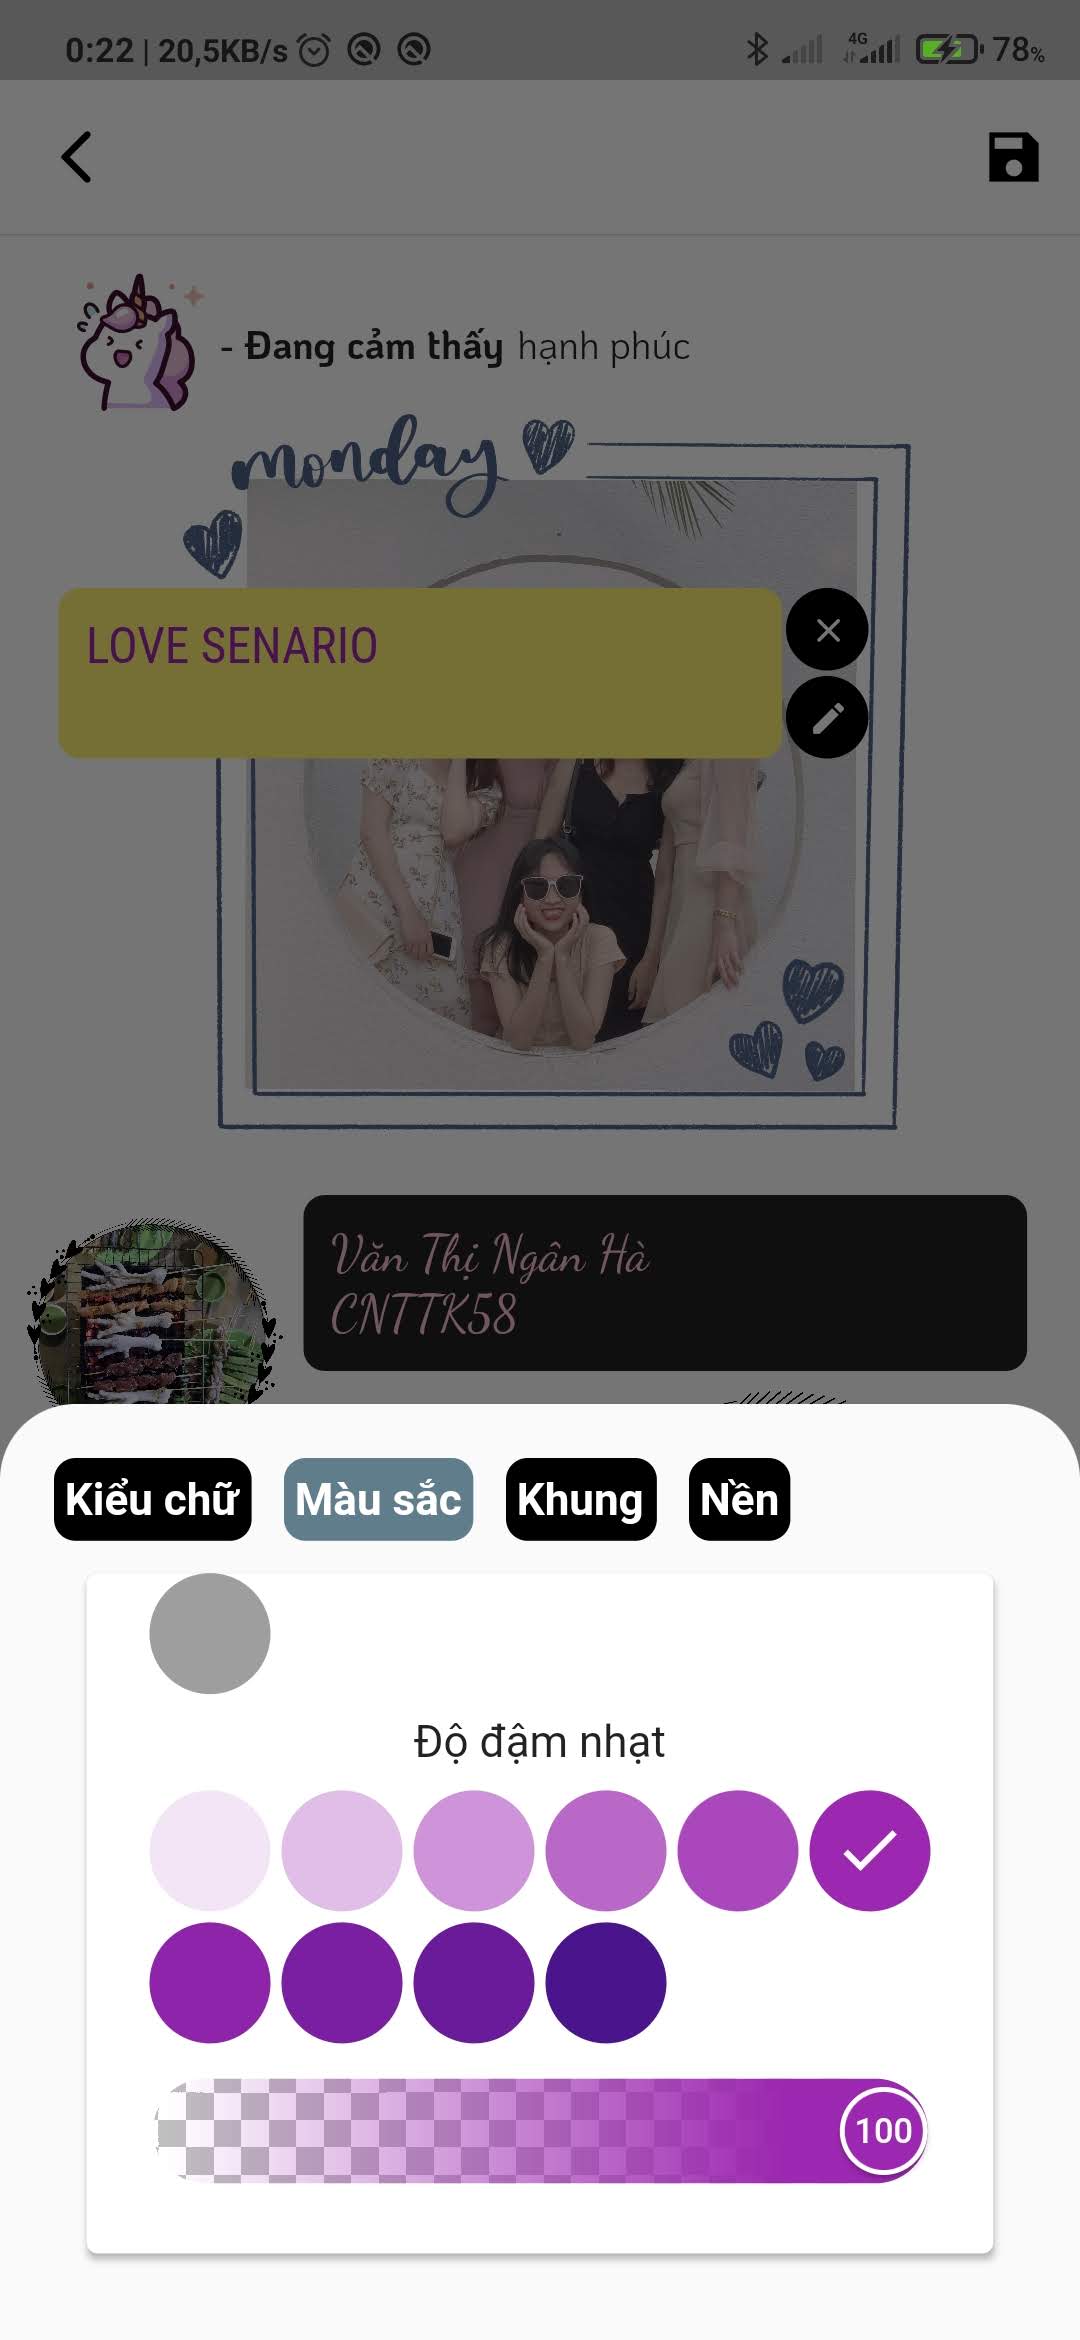 0:22 | 20,5KB/s
4G
78%
- Đang cảm thấy hạnh phúc
monday
LOVE SENARIO
Văn Thị Ngân Hà
CNTTK58
Kiểu chữ Màu sắc Khung Nền
Độ đậm nhạt
100